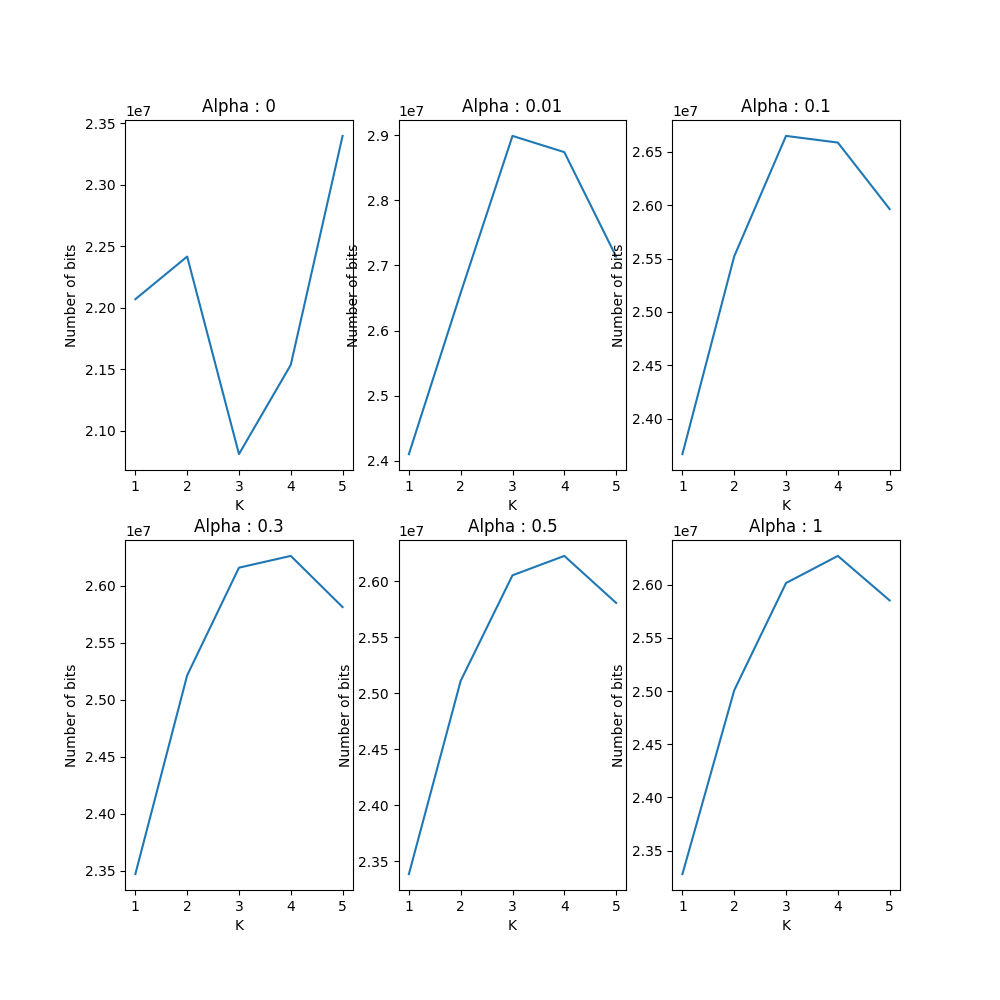 Alpha : 0
1e7
Number of bits
2.35
2.30
2.25
2.20
2.15
2.10
1 2 3 4 5
K
Alpha : 0.01
1e7
Number of bits
2.9
2.8
2.7
2.6
2.5
2.4
1 2 3 4 5
K
Alpha : 0.1
1e7
Number of bits
2.65
2.60
2.55
2.50
2.45
2.40
1 2 3 4 5
K
Alpha : 0.3
1e7
Number of bits
2.60
2.55
2.50
2.45
2.40
2.35
1 2 3 4 5
K
Alpha : 0.5
1e7
Number of bits
2.60
2.55
2.50
2.45
2.40
2.35
1 2 3 4 5
K
Alpha : 1
1e7
Number of bits
2.60
2.55
2.50
2.45
2.40
2.35
1 2 3 4 5
K